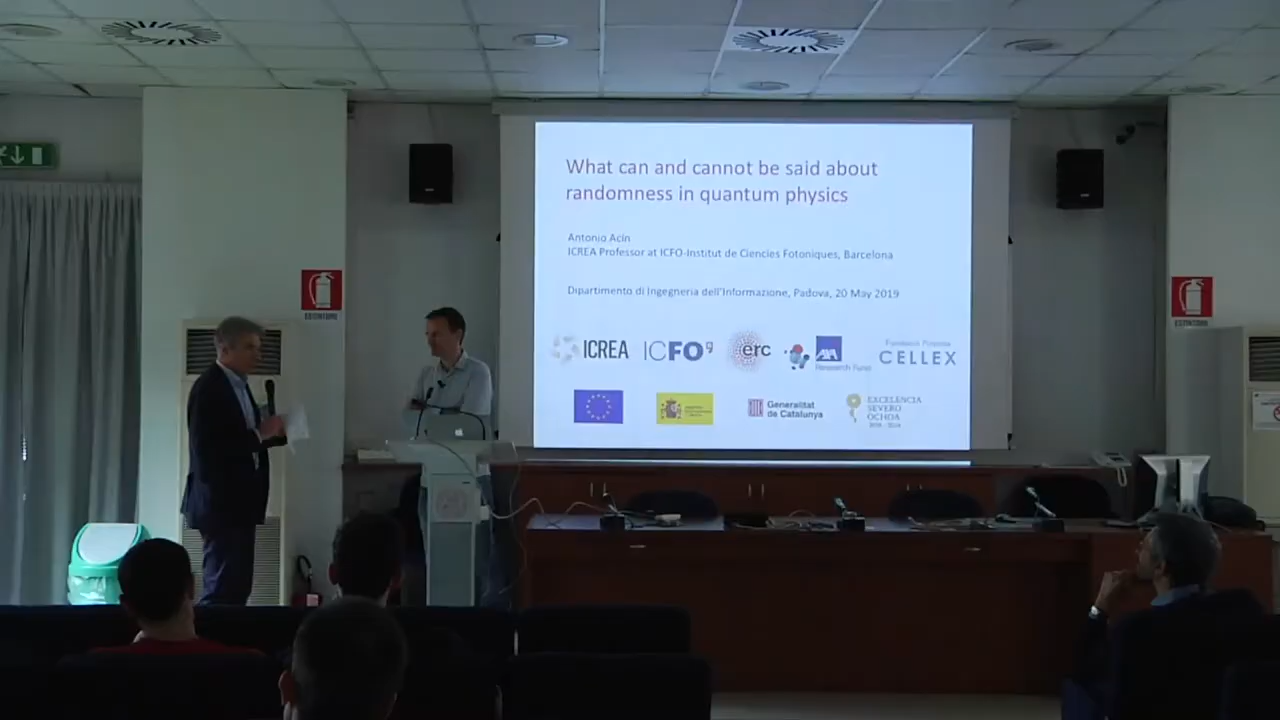 What can and cannot be said about
randomness in quantum physics
Antonio Acín
ICREA Professor at ICFO-Institut de Ciencies Fotoniques, Barcelona
Dipartimento di Ingegneria dell'Informazione, Padova, 20 May 2019
ICREA
ICFO
erc
AXA
Research Fund
CELLEX
Generalitat
de Catalunya
EXCELENCIA
SEVERO
OCHOA
ESTINTORE
ESTINTORE